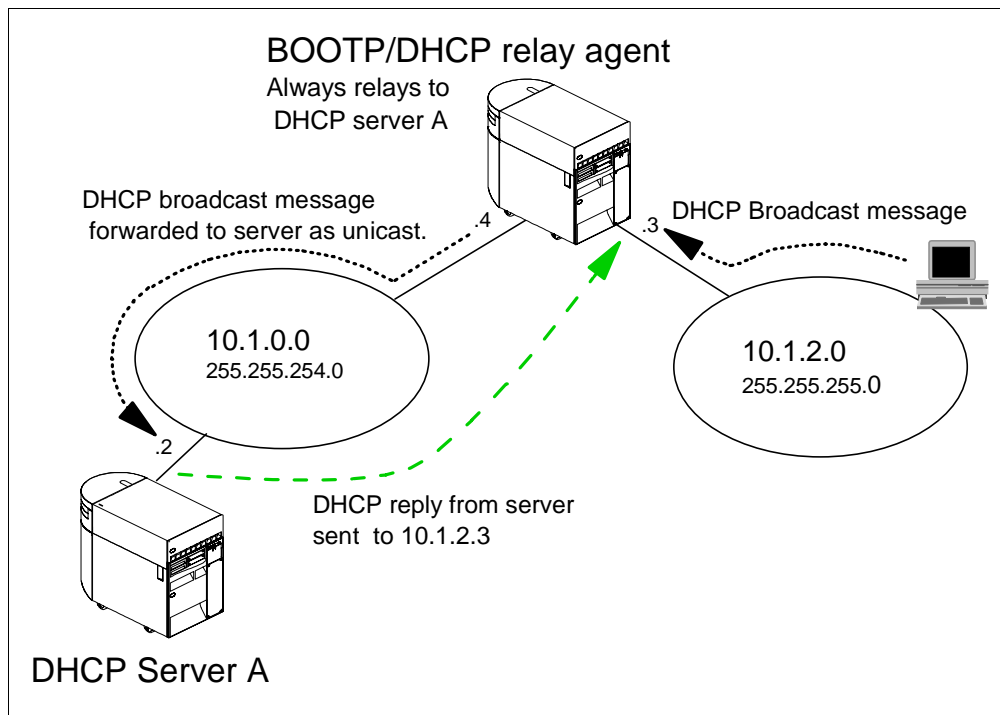 BOOTP/DHCP relay agent
Always relays to
DHCP server A
DHCP broadcast message
forwarded to server as unicast.
.4
.3
DHCP Broadcast message
10.1.0.0
255.255.254.0
10.1.2.0
255.255.255.0
.2
DHCP reply from server
sent to 10.1.2.3
DHCP Server A